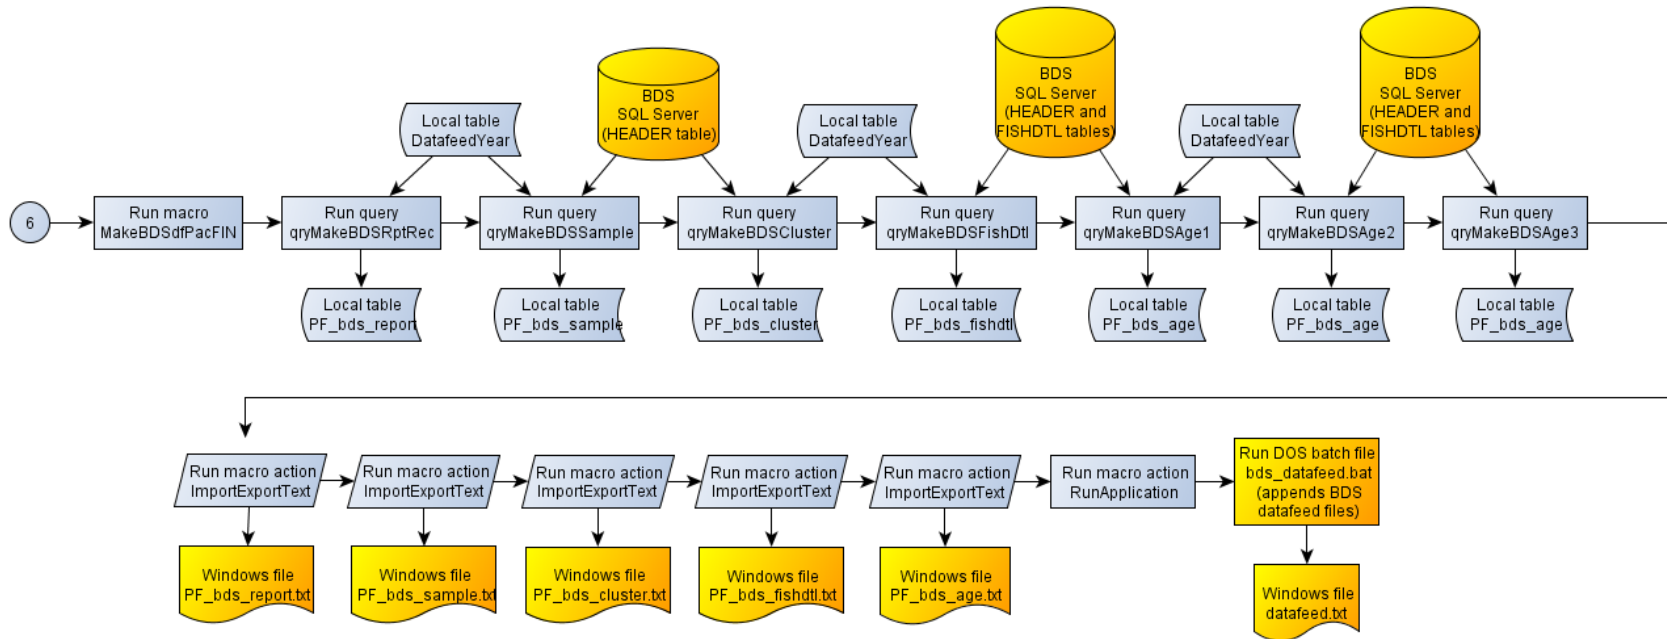 BDS
SQL Server
(HEADER table)
BDS
SQL Server
(HEADER and
FISHDTL tables)
BDS
SQL Server
(HEADER and
FISHDTL tables)
Local table
DatafeedYear
Local table
DatafeedYear
Local table
DatafeedYear
6
Run macro
MakeBDSdfPacFIN
Run query
qryMakeBDSRptRec
Run query
qryMakeBDSSample
Run query
qryMakeBDSCluster
Run query
qryMakeBDSFishDtl
Run query
qryMakeBDSAge1
Run query
qryMakeBDSAge2
Run query
qryMakeBDSAge3
Local table
PF_bds_report
Local table
PF_bds_sample
Local table
PF_bds_cluster
Local table
PF_bds_fishdtl
Local table
PF_bds_age
Local table
PF_bds_age
Local table
PF_bds_age
Run macro action
ImportExportText
Run macro action
ImportExportText
Run macro action
ImportExportText
Run macro action
ImportExportText
Run macro action
ImportExportText
Run macro action
RunApplication
Run DOS batch file
bds_datafeed.bat
(appends BDS
datafeed files)
Windows file
PF_bds_report.txt
Windows file
PF_bds_sample.txt
Windows file
PF_bds_cluster.txt
Windows file
PF_bds_fishdtl.txt
Windows file
PF_bds_age.txt
Windows file
datafeed.txt